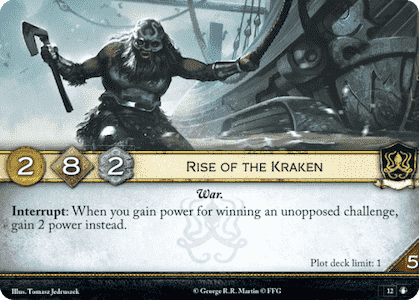 2 8 2 RISE OF THE KRAKEN
War.
Interrupt: When you gain power for winning an unopposed challenge,
gain 2 power instead.
Plot deck limit: 1
5
Illus. Tomasz Jedruszek © George R.R. Martin © FFG 12